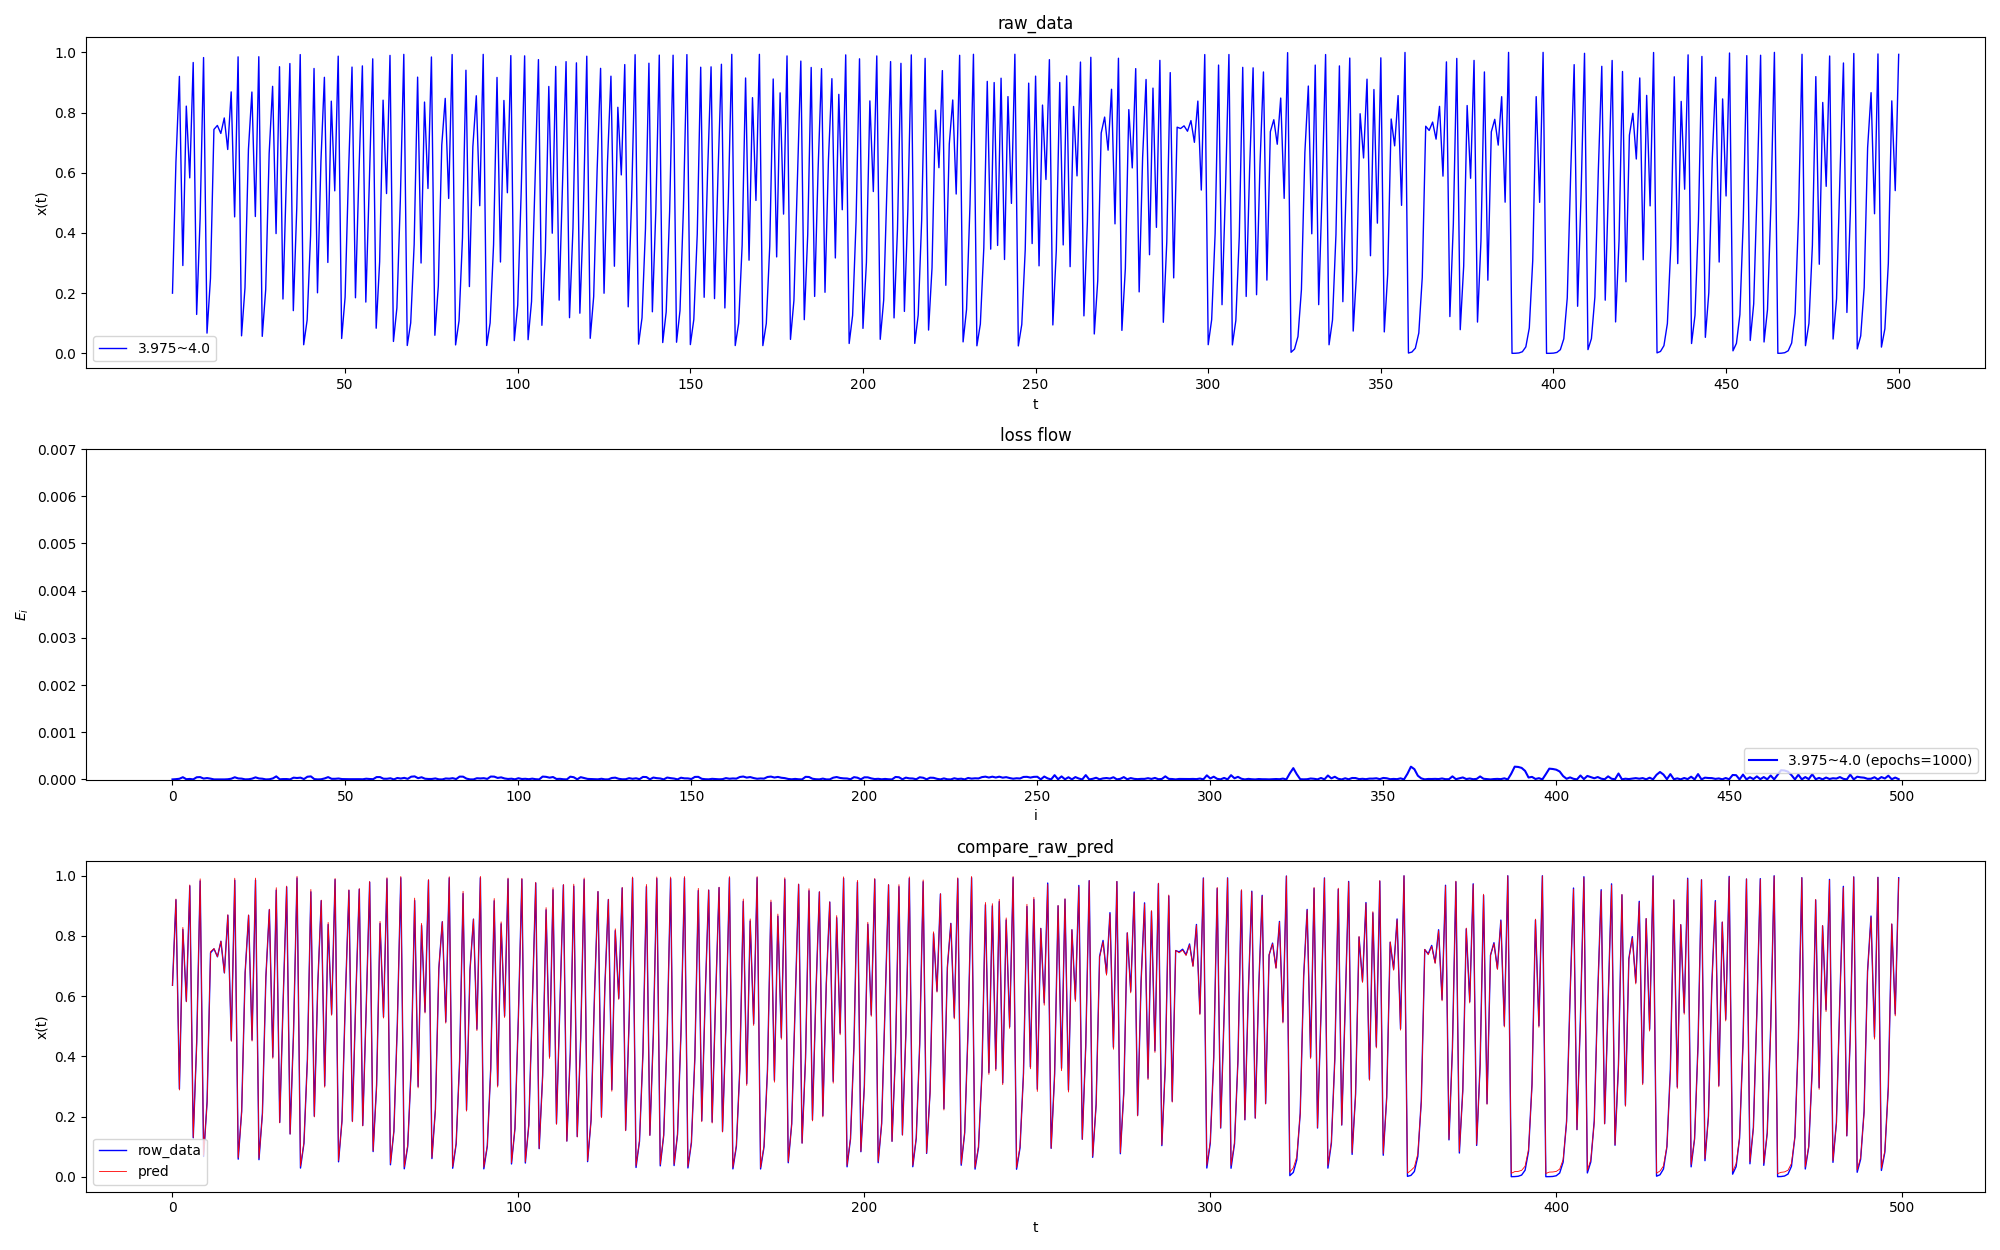 raw_data
1.0
0.8
0.6
0.4
0.2
0.0
x(t)
3.975~4.0
50 100 150 200 250 300 350 400 450 500
t
loss flow
0.007
0.006
0.005
0.004
0.003
0.002
0.001
0.000
E_i
3.975~4.0 (epochs=1000)
0 50 100 150 200 250 300 350 400 450 500
i
compare_raw_pred
1.0
0.8
0.6
0.4
0.2
0.0
x(t)
row_data
pred
0 100 200 300 400 500
t